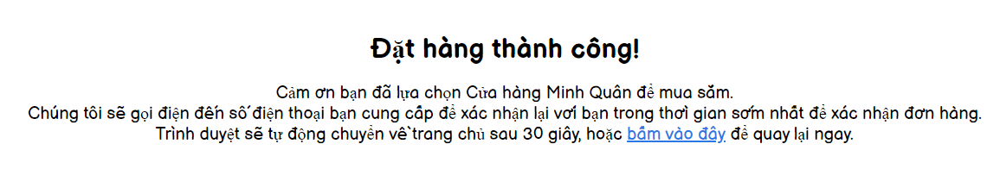 Đặt hàng thành công!
Cảm ơn bạn đã lựa chọn Cửa hàng Minh Quân để mua sắm.
Chúng tôi sẽ gọi điện đến số điện thoại bạn cung cấp để xác nhận lại với bạn trong thời gian sớm nhất để xác nhận đơn hàng.
Trình duyệt sẽ tự động chuyển về trang chủ sau 30 giây, hoặc bấm vào đây để quay lại ngay.